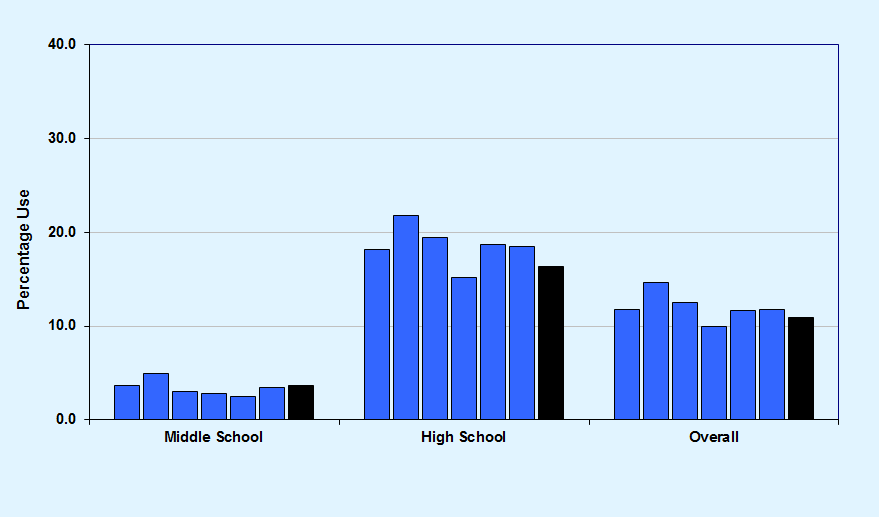 40.0
30.0
20.0
10.0
0.0
Percentage Use
Middle School
High School
Overall